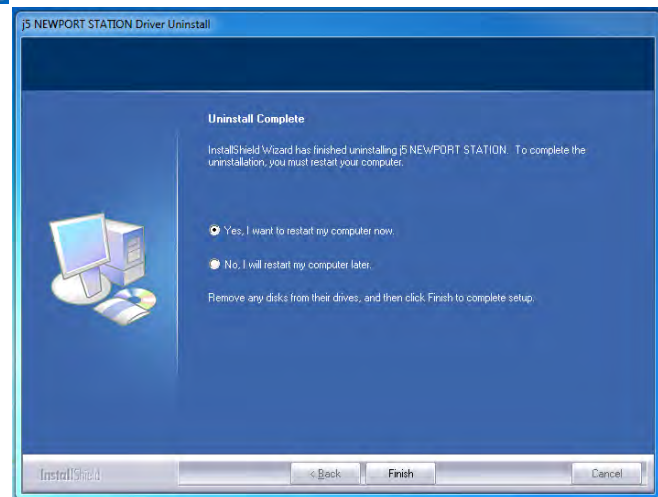 j5 NEWPORT STATION Driver Uninstall
Uninstall Complete
InstallShield Wizard has finished uninstalling j5 NEWPORT STATION. To complete the
uninstallation, you must restart your computer.
Yes, I want to restart my computer now.
No, I will restart my computer later.
Remove any disks from their drives, and then click Finish to complete setup.
InstallShield
< Back
Finish
Cancel